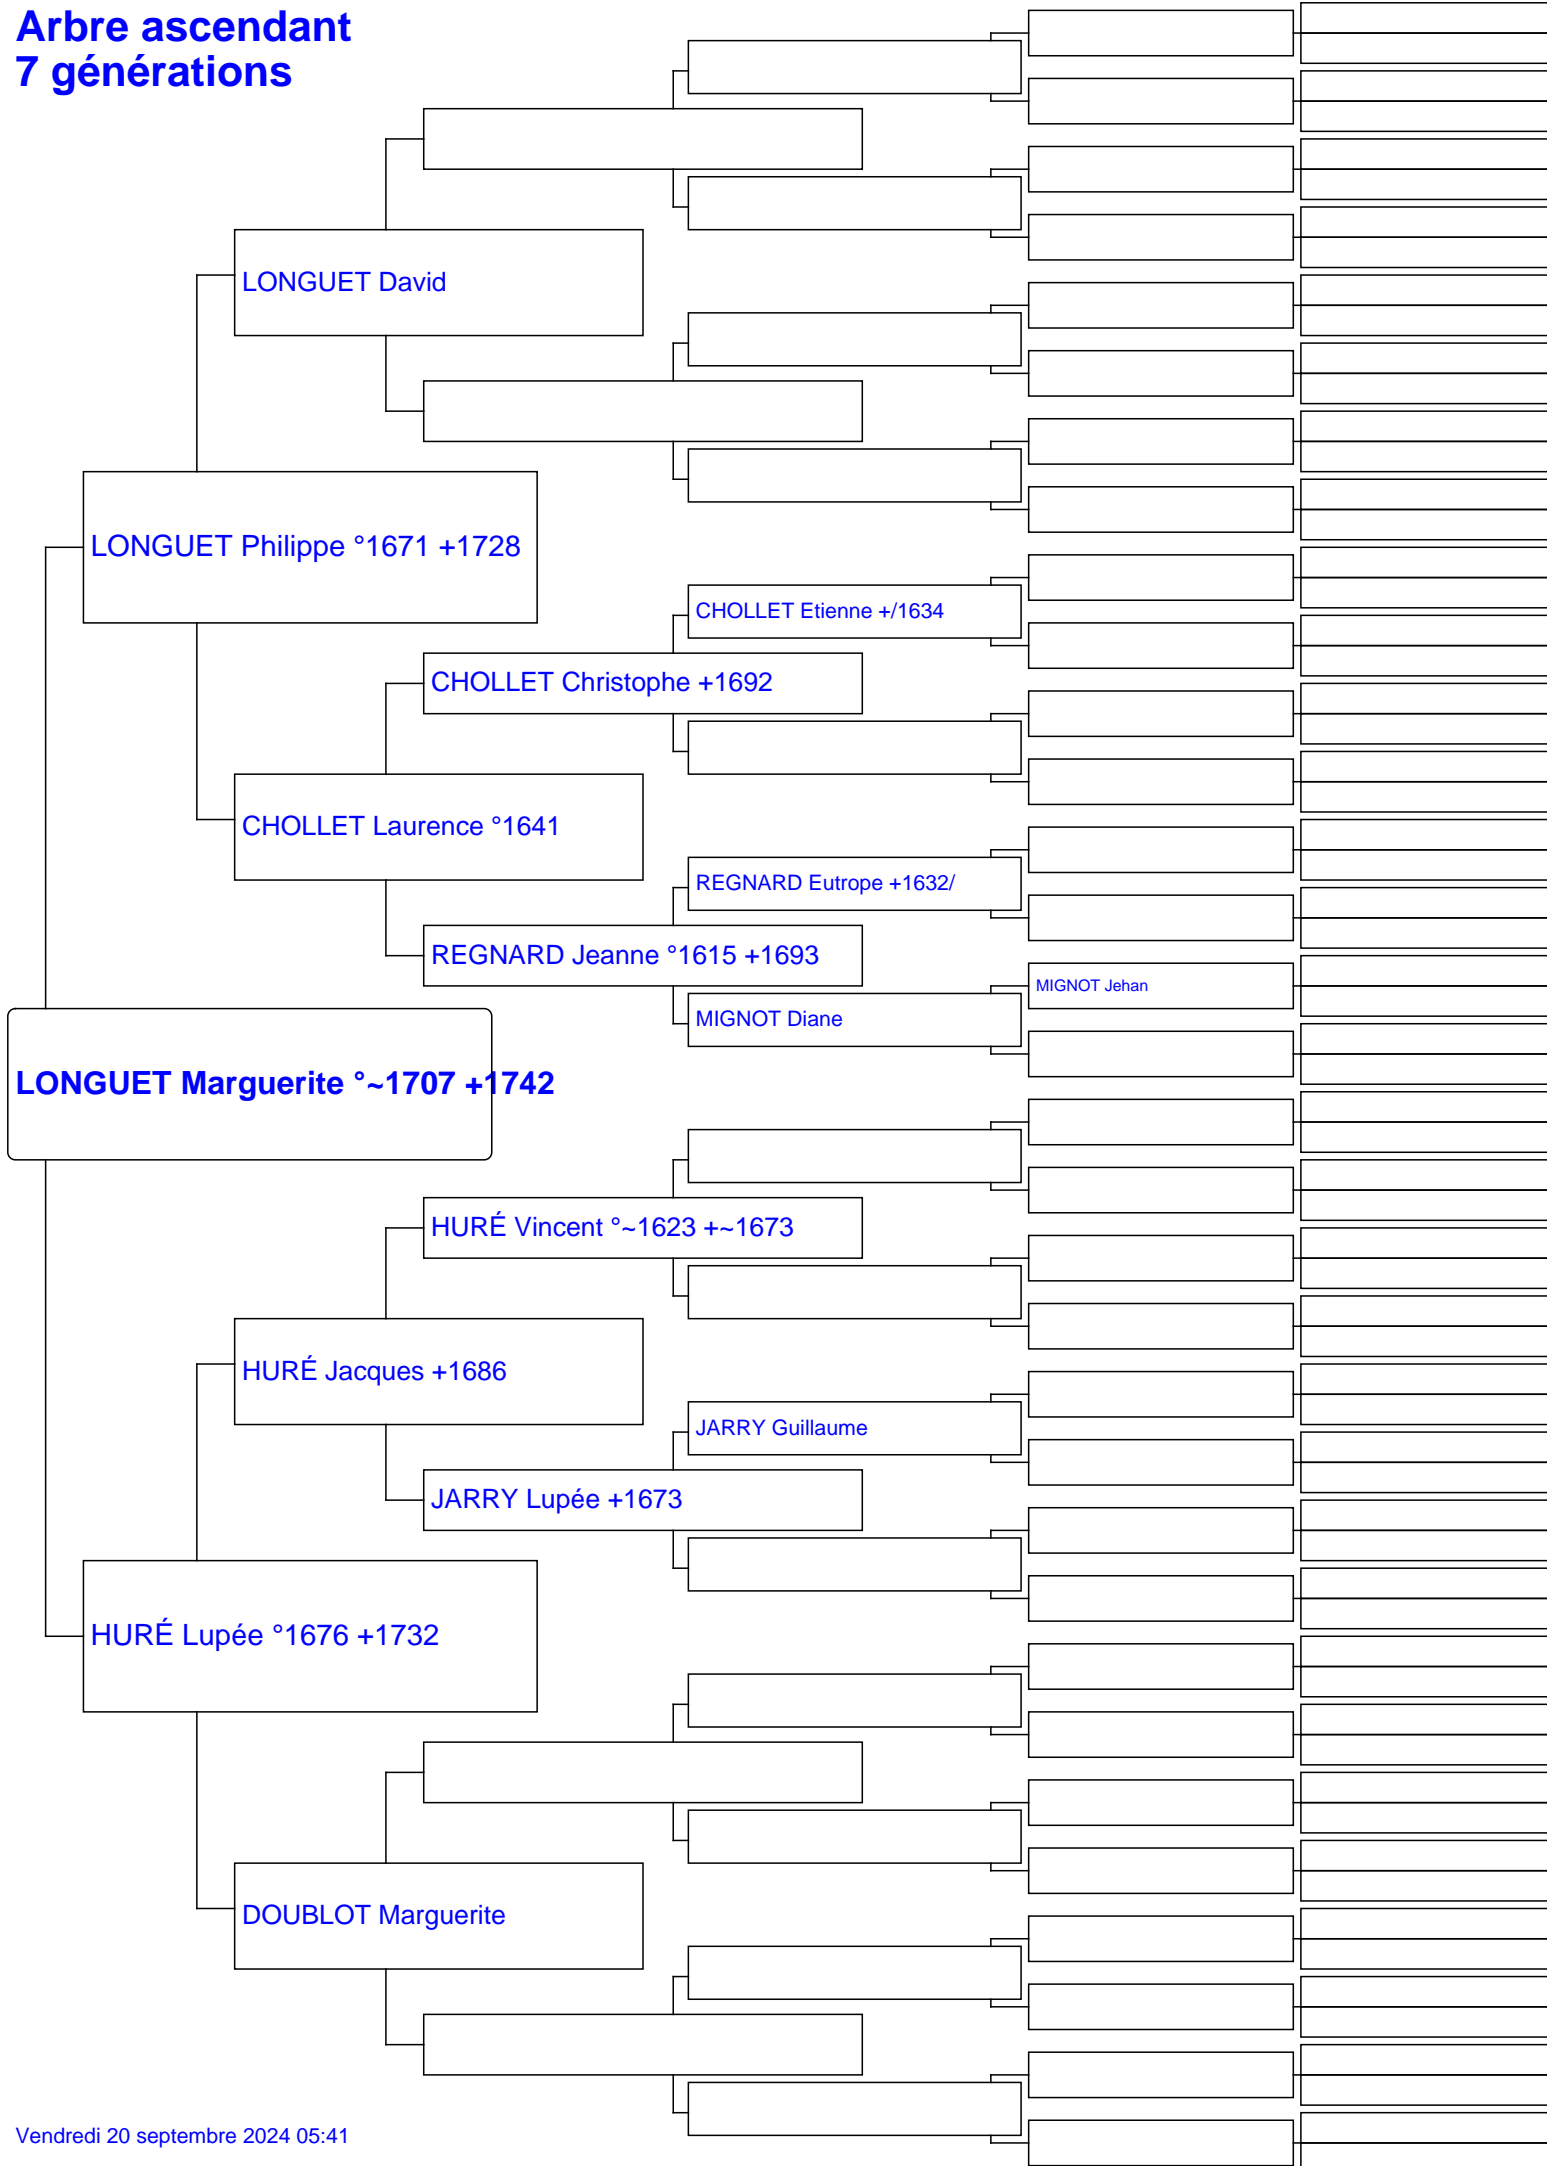 Arbre ascendant
7 générations
LONGUET David
LONGUET Philippe °1671 +1728
CHOLLET Etienne +/1634
CHOLLET Christophe +1692
CHOLLET Laurence °1641
REGNARD Eutrope +1632/
REGNARD Jeanne °1615 +1693
MIGNOT Jehan
MIGNOT Diane
LONGUET Marguerite °~1707 +1742
HURÉ Vincent °~1623 +~1673
HURÉ Jacques +1686
JARRY Guillaume
JARRY Lupée +1673
HURÉ Lupée °1676 +1732
DOUBLOT Marguerite
Vendredi 20 septembre 2024 05:41